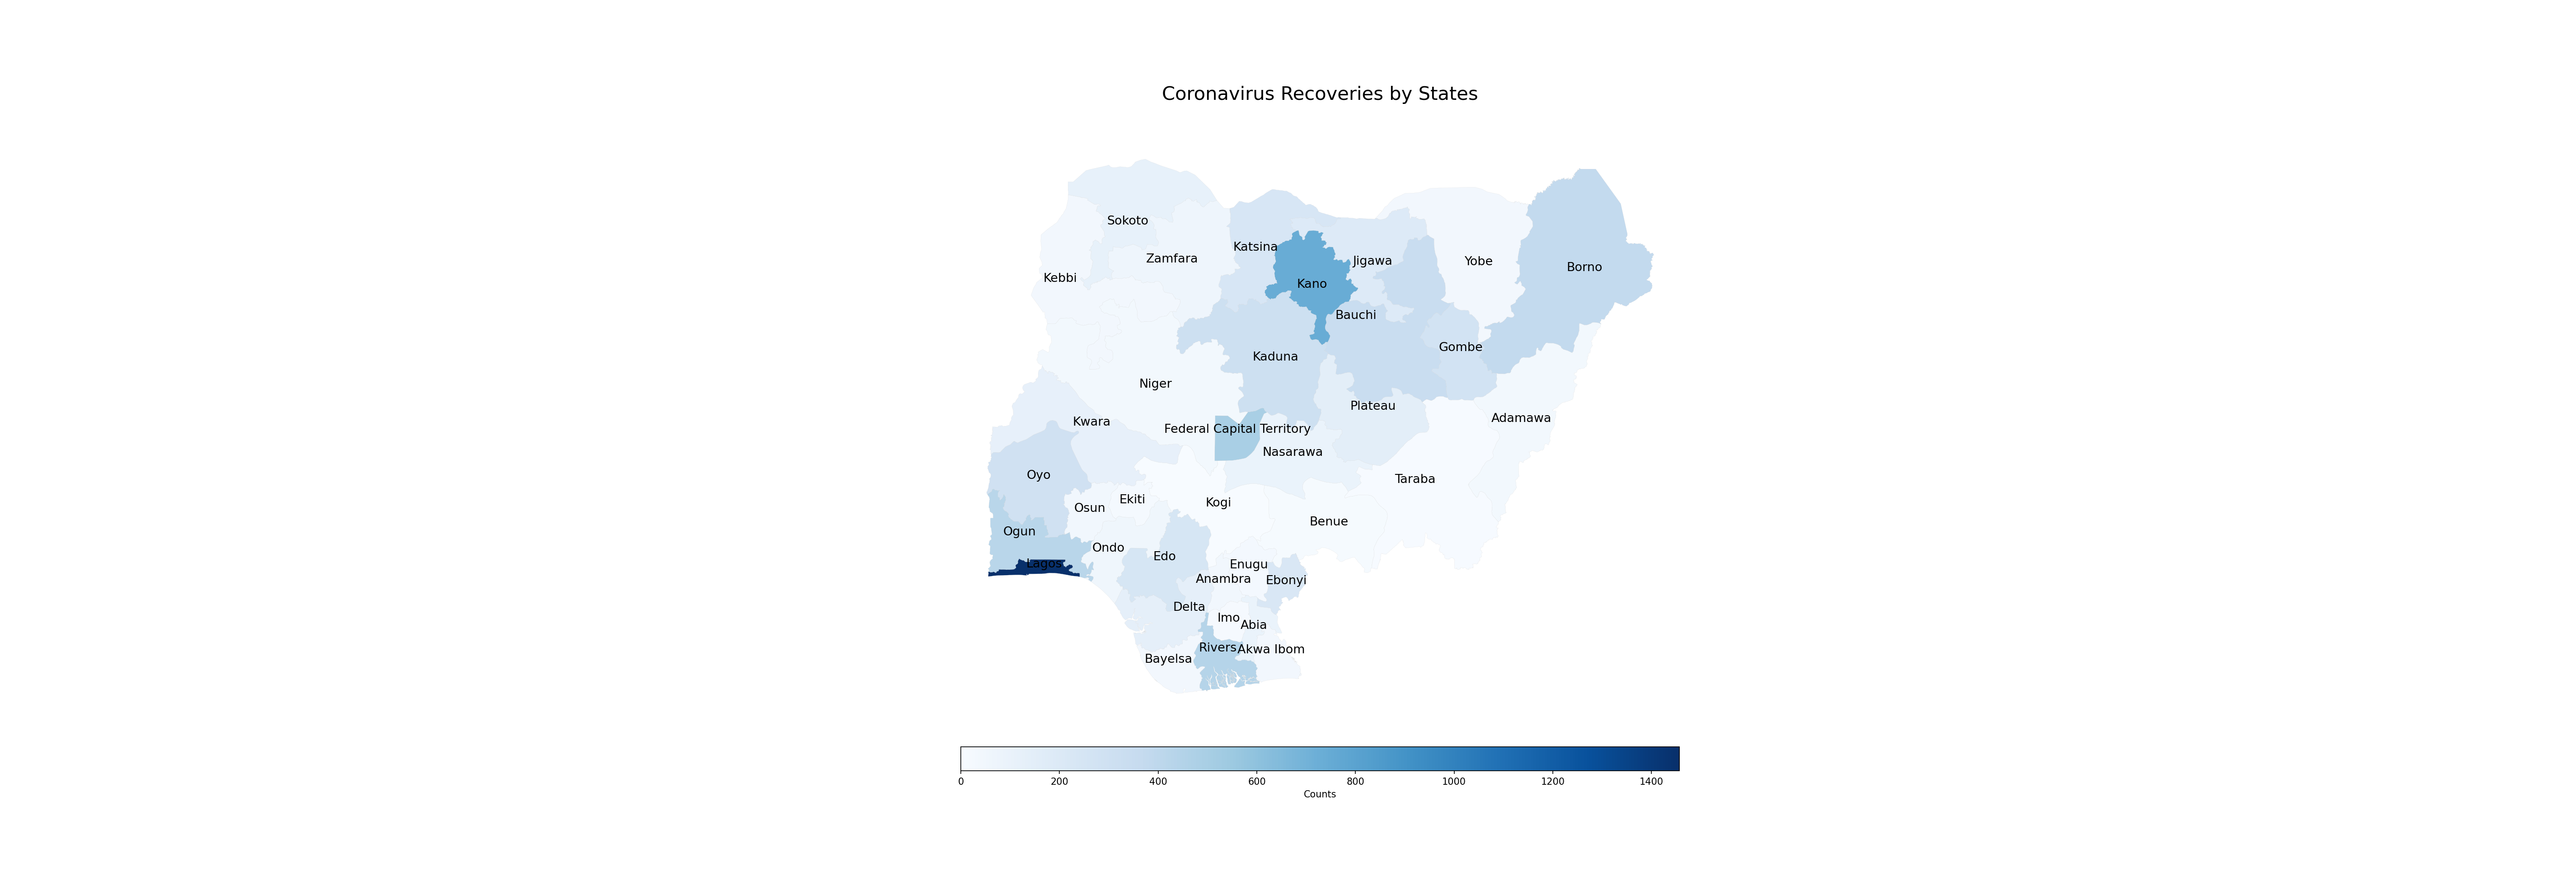 Coronavirus Recoveries by States
Sokoto
Katsina
Zamfara
Jigawa
Yobe
Borno
Kebbi
Kano
Bauchi
Gombe
Kaduna
Niger
Plateau
Adamawa
Kwara
Federal Capital Territory
Nasarawa
Oyo
Taraba
Ekiti
Kogi
Osun
Benue
Ogun
Ondo
Edo
Lagos
Enugu
Anambra
Ebonyi
Delta
Imo
Abia
Rivers
Akwa Ibom
Bayelsa
0 200 400 600 800 1000 1200 1400
Counts